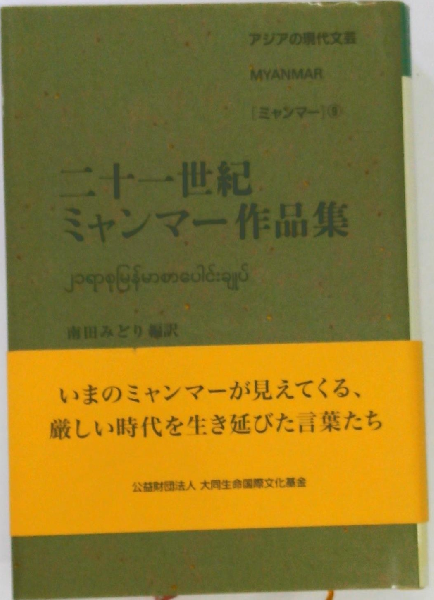 アジアの現代文芸
MYANMAR
[ミャンマー]⑨
二十一世紀
ミャンマー作品集
၂၁ရာစုမြန်မာစာပေါင်းချုပ်
南田みどり 編訳
いまのミャンマーが見えてくる、
厳しい時代を生き延びた言葉たち
公益財団法人 大同生命国際文化基金